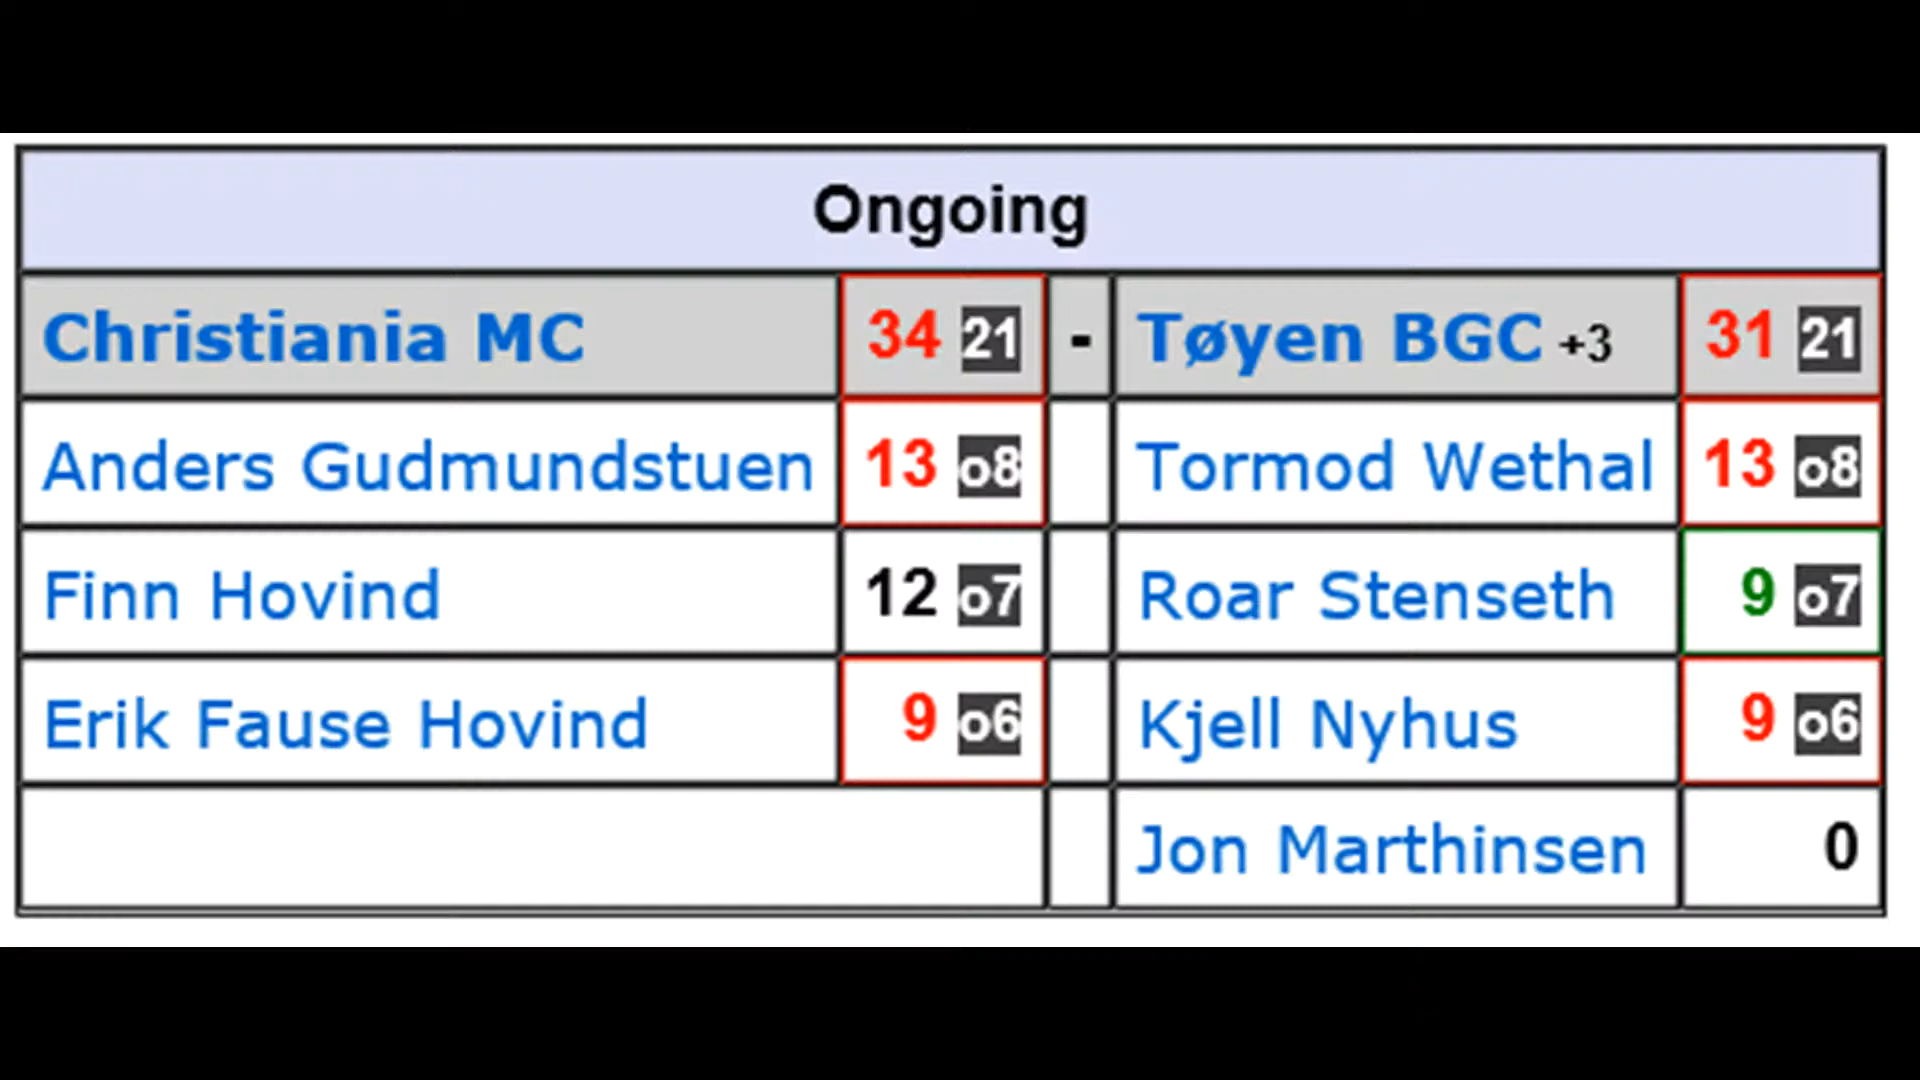 Ongoing
Christiania MC 34 21 - Tøyen BGC +3 31 21
Anders Gudmundstuen 13 o8 Tormod Wethal 13 o8
Finn Hovind 12 o7 Roar Stenseth 9 o7
Erik Fause Hovind 9 o6 Kjell Nyhus 9 o6
Jon Marthinsen 0